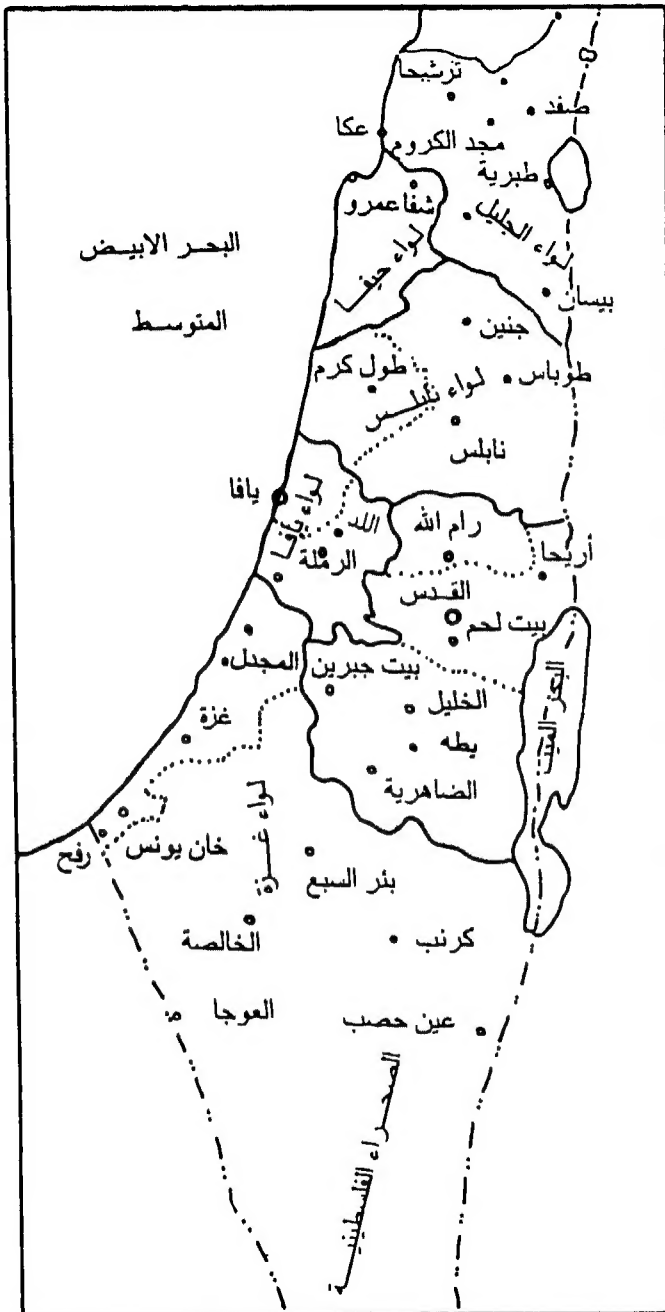 ترشيحا
صفد
عكا
مجد الكروم
طبرية
شفاعمرو
لواء الجليل
البحر الابيض
المتوسط
لواء حيفا
بيسان
جنين
طول كرم
لواء نابلس
طوباس
نابلس
يافا
لواء يافا
اللد
رام الله
أريحا
الرملة
القدس
بيت لحم
المجدل
بيت جبرين
البحر الميت
الخليل
غزة
يطه
الضاهرية
لواء غزة
رفح
خان يونس
بئر السبع
الخالصة
كرنب
العوجا
عين حصب
الصحراء الفلسطينية